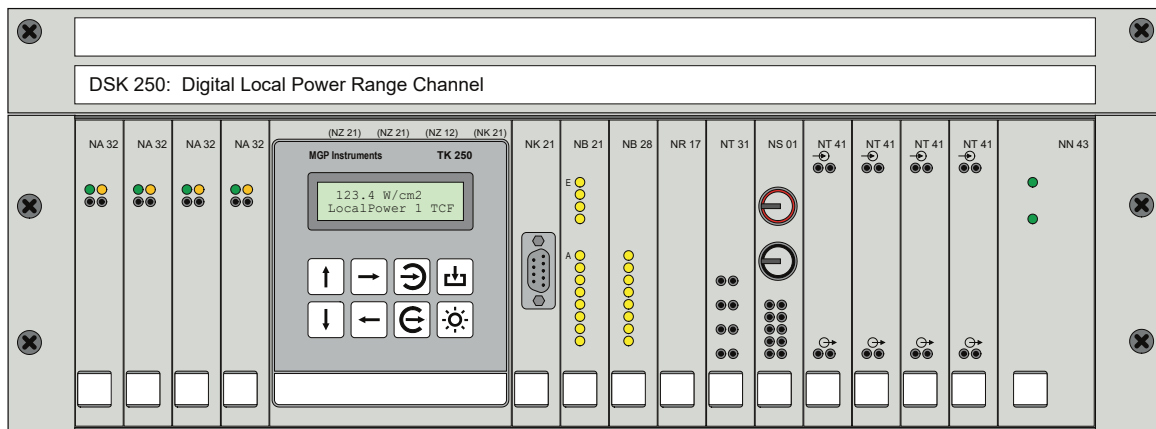 DSK 250: Digital Local Power Range Channel
NA 32 NA 32 NA 32 NA 32 (NZ 21) (NZ 21) (NZ 12) (NK 21) NK 21 NB 21 NB 28 NR 17 NT 31 NS 01 NT 41 NT 41 NT 41 NT 41 NN 43
MGP Instruments TK 250
E
123.4 W/cm2
LocalPower 1 TCF
A